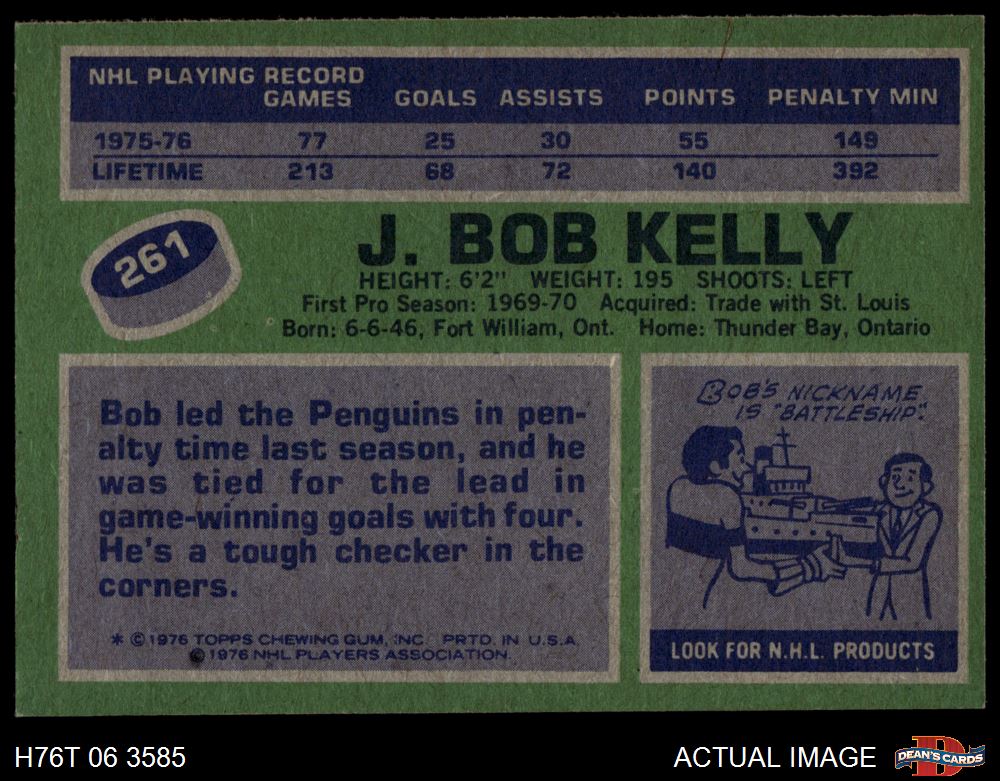 NHL PLAYING RECORD
GAMES GOALS ASSISTS POINTS PENALTY MIN
1975-76 77 25 30 55 149
LIFETIME 213 68 72 140 392
261
J. BOB KELLY
HEIGHT: 6'2" WEIGHT: 195 SHOOTS: LEFT
First Pro Season: 1969-70 Acquired: Trade with St. Louis
Born: 6-6-46, Fort William, Ont. Home: Thunder Bay, Ontario
Bob led the Penguins in pen-
alty time last season, and he
was tied for the lead in
game-winning goals with four.
He's a tough checker in the
corners.
* © 1976 TOPPS CHEWING GUM, INC. PRTD. IN U.S.A.
© 1976 NHL PLAYERS ASSOCIATION.
BOB'S NICKNAME
IS "BATTLESHIP".
LOOK FOR N.H.L. PRODUCTS
H76T 06 3585
ACTUAL IMAGE
D
DEAN'S CARDS